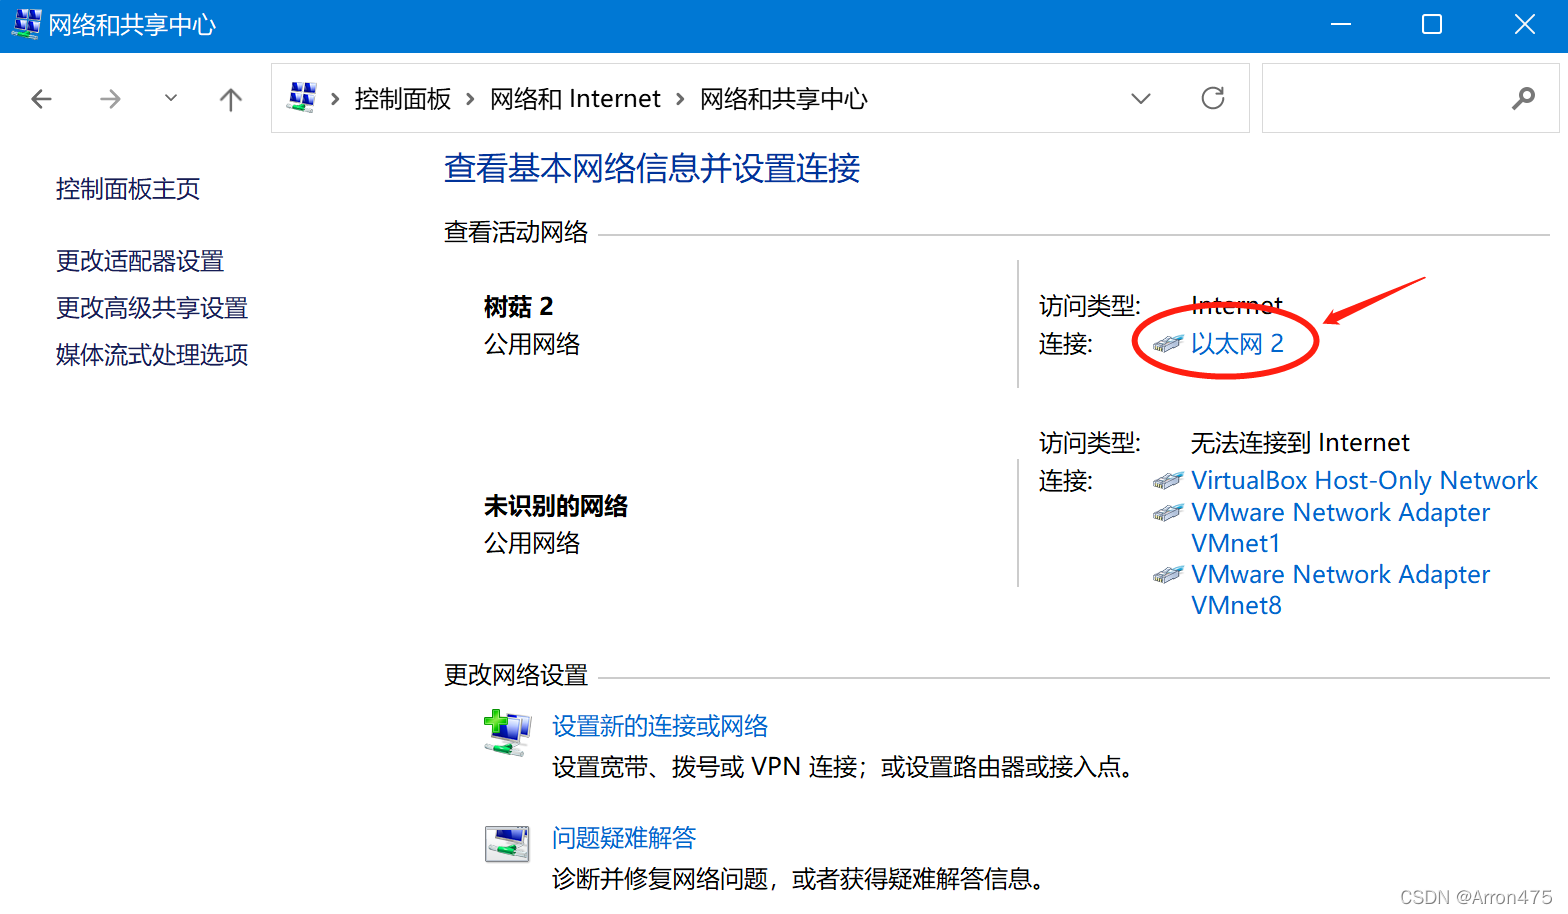 网络和共享中心
控制面板 网络和 Internet 网络和共享中心
控制面板主页
更改适配器设置
更改高级共享设置
媒体流式处理选项
查看基本网络信息并设置连接
查看活动网络
树菇 2
公用网络
访问类型: Internet
连接: 以太网 2
未识别的网络
公用网络
访问类型: 无法连接到 Internet
连接: VirtualBox Host-Only Network
VMware Network Adapter
VMnet1
VMware Network Adapter
VMnet8
更改网络设置
设置新的连接或网络
设置宽带、拨号或 VPN 连接；或设置路由器或接入点。
问题疑难解答
诊断并修复网络问题，或者获得疑难解答信息。
CSDN @Arron475